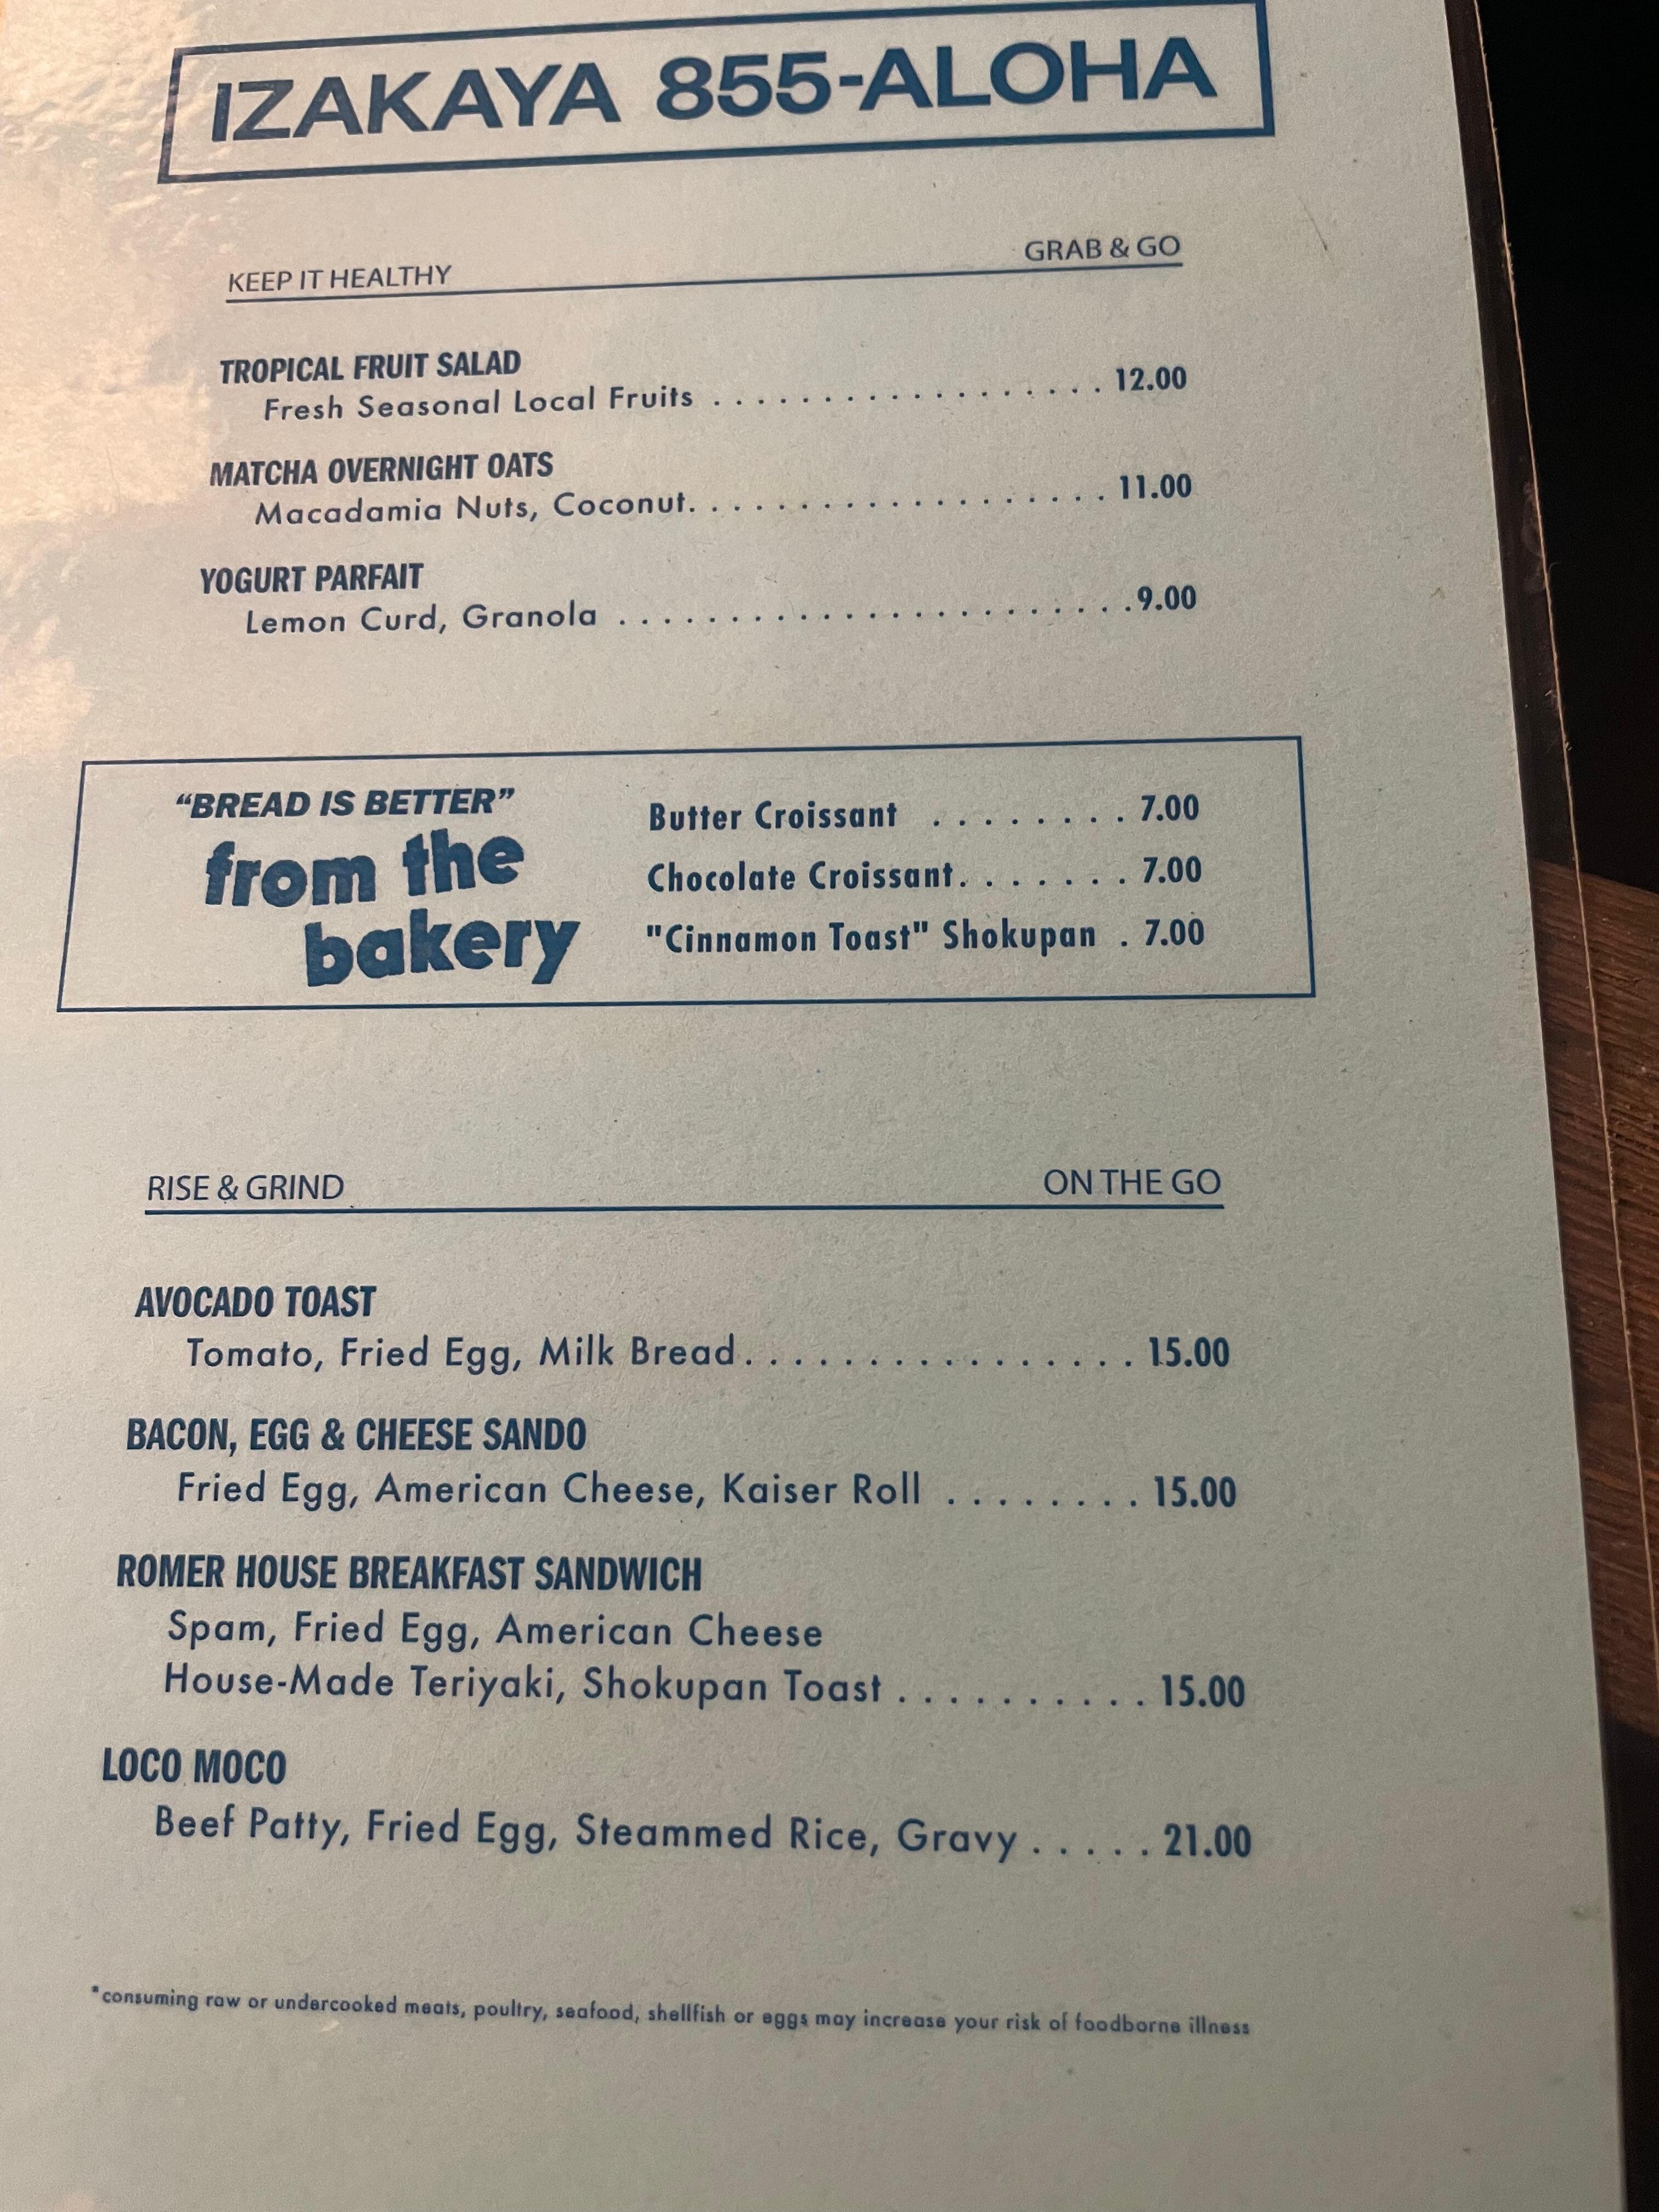 IZAKAYA 855-ALOHA
KEEP IT HEALTHY GRAB & GO
TROPICAL FRUIT SALAD
Fresh Seasonal Local Fruits . . . . . . . . . . . . . . . . . . 12.00
MATCHA OVERNIGHT OATS
Macadamia Nuts, Coconut. . . . . . . . . . . . . . . . . . . 11.00
YOGURT PARFAIT
Lemon Curd, Granola . . . . . . . . . . . . . . . . . . . . . . .9.00
“BREAD IS BETTER”
from the
bakery
Butter Croissant . . . . . . . . 7.00
Chocolate Croissant. . . . . . . 7.00
"Cinnamon Toast" Shokupan . 7.00
RISE & GRIND ON THE GO
AVOCADO TOAST
Tomato, Fried Egg, Milk Bread. . . . . . . . . . . . . . . . 15.00
BACON, EGG & CHEESE SANDO
Fried Egg, American Cheese, Kaiser Roll . . . . . . . . 15.00
ROMER HOUSE BREAKFAST SANDWICH
Spam, Fried Egg, American Cheese
House-Made Teriyaki, Shokupan Toast . . . . . . . . . . 15.00
LOCO MOCO
Beef Patty, Fried Egg, Steammed Rice, Gravy . . . . . 21.00
*consuming raw or undercooked meats, poultry, seafood, shellfish or eggs may increase your risk of foodborne illness